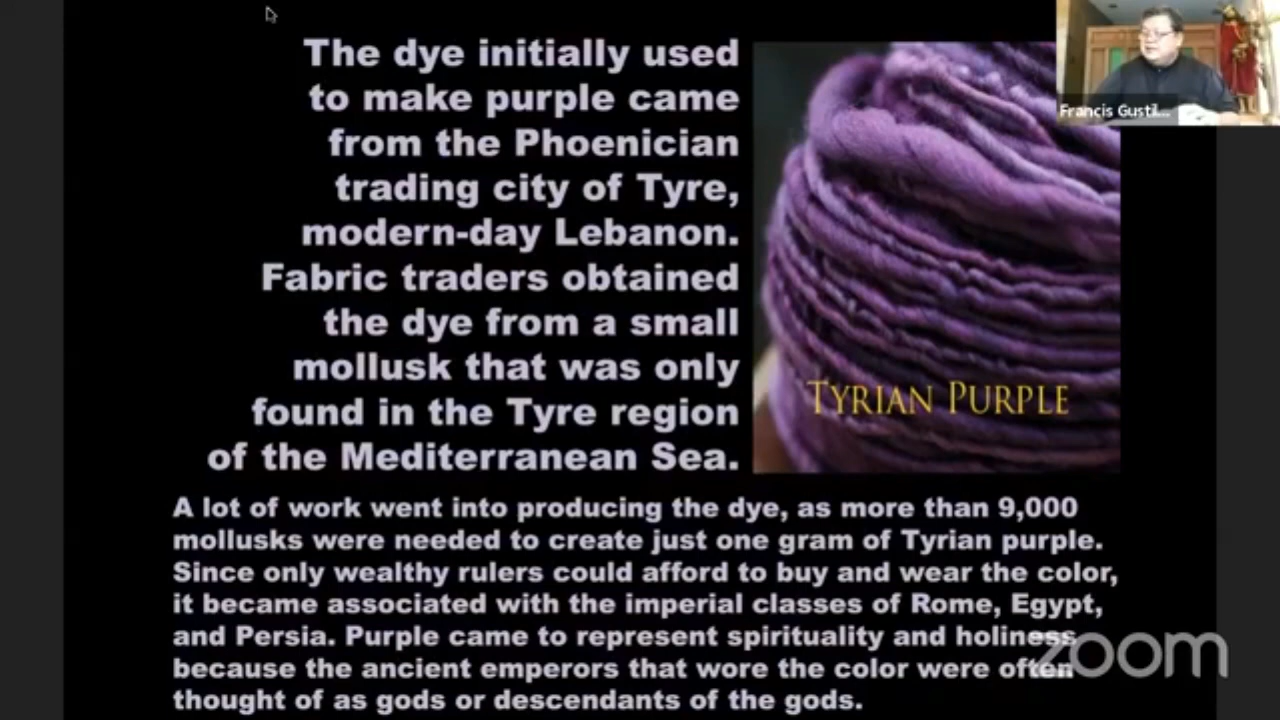 The dye initially used
to make purple came
from the Phoenician
trading city of Tyre,
modern-day Lebanon.
Fabric traders obtained
the dye from a small
mollusk that was only
found in the Tyre region
of the Mediterranean Sea.
TYRIAN PURPLE
Francis Gustil...
A lot of work went into producing the dye, as more than 9,000
mollusks were needed to create just one gram of Tyrian purple.
Since only wealthy rulers could afford to buy and wear the color,
it became associated with the imperial classes of Rome, Egypt,
and Persia. Purple came to represent spirituality and holiness
because the ancient emperors that wore the color were often
thought of as gods or descendants of the gods.
zoom